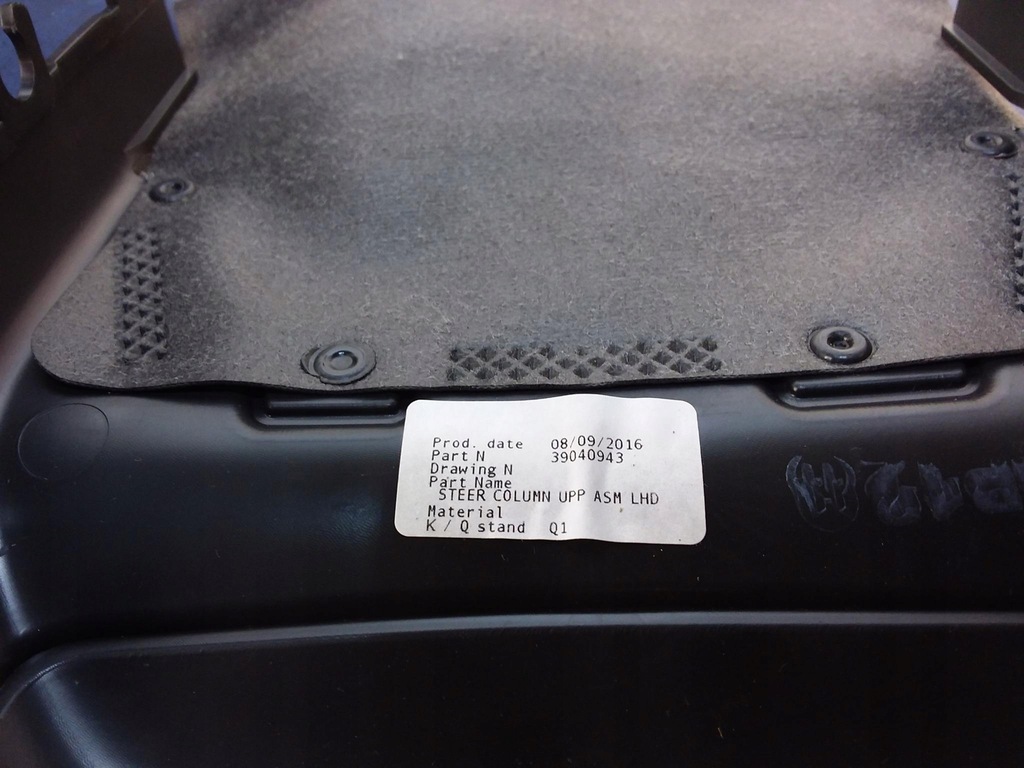 Prod. date 08/09/2016
Part N 39040943
Drawing N
Part Name
STEER COLUMN UPP ASM LHD
Material
K / Q stand Q1